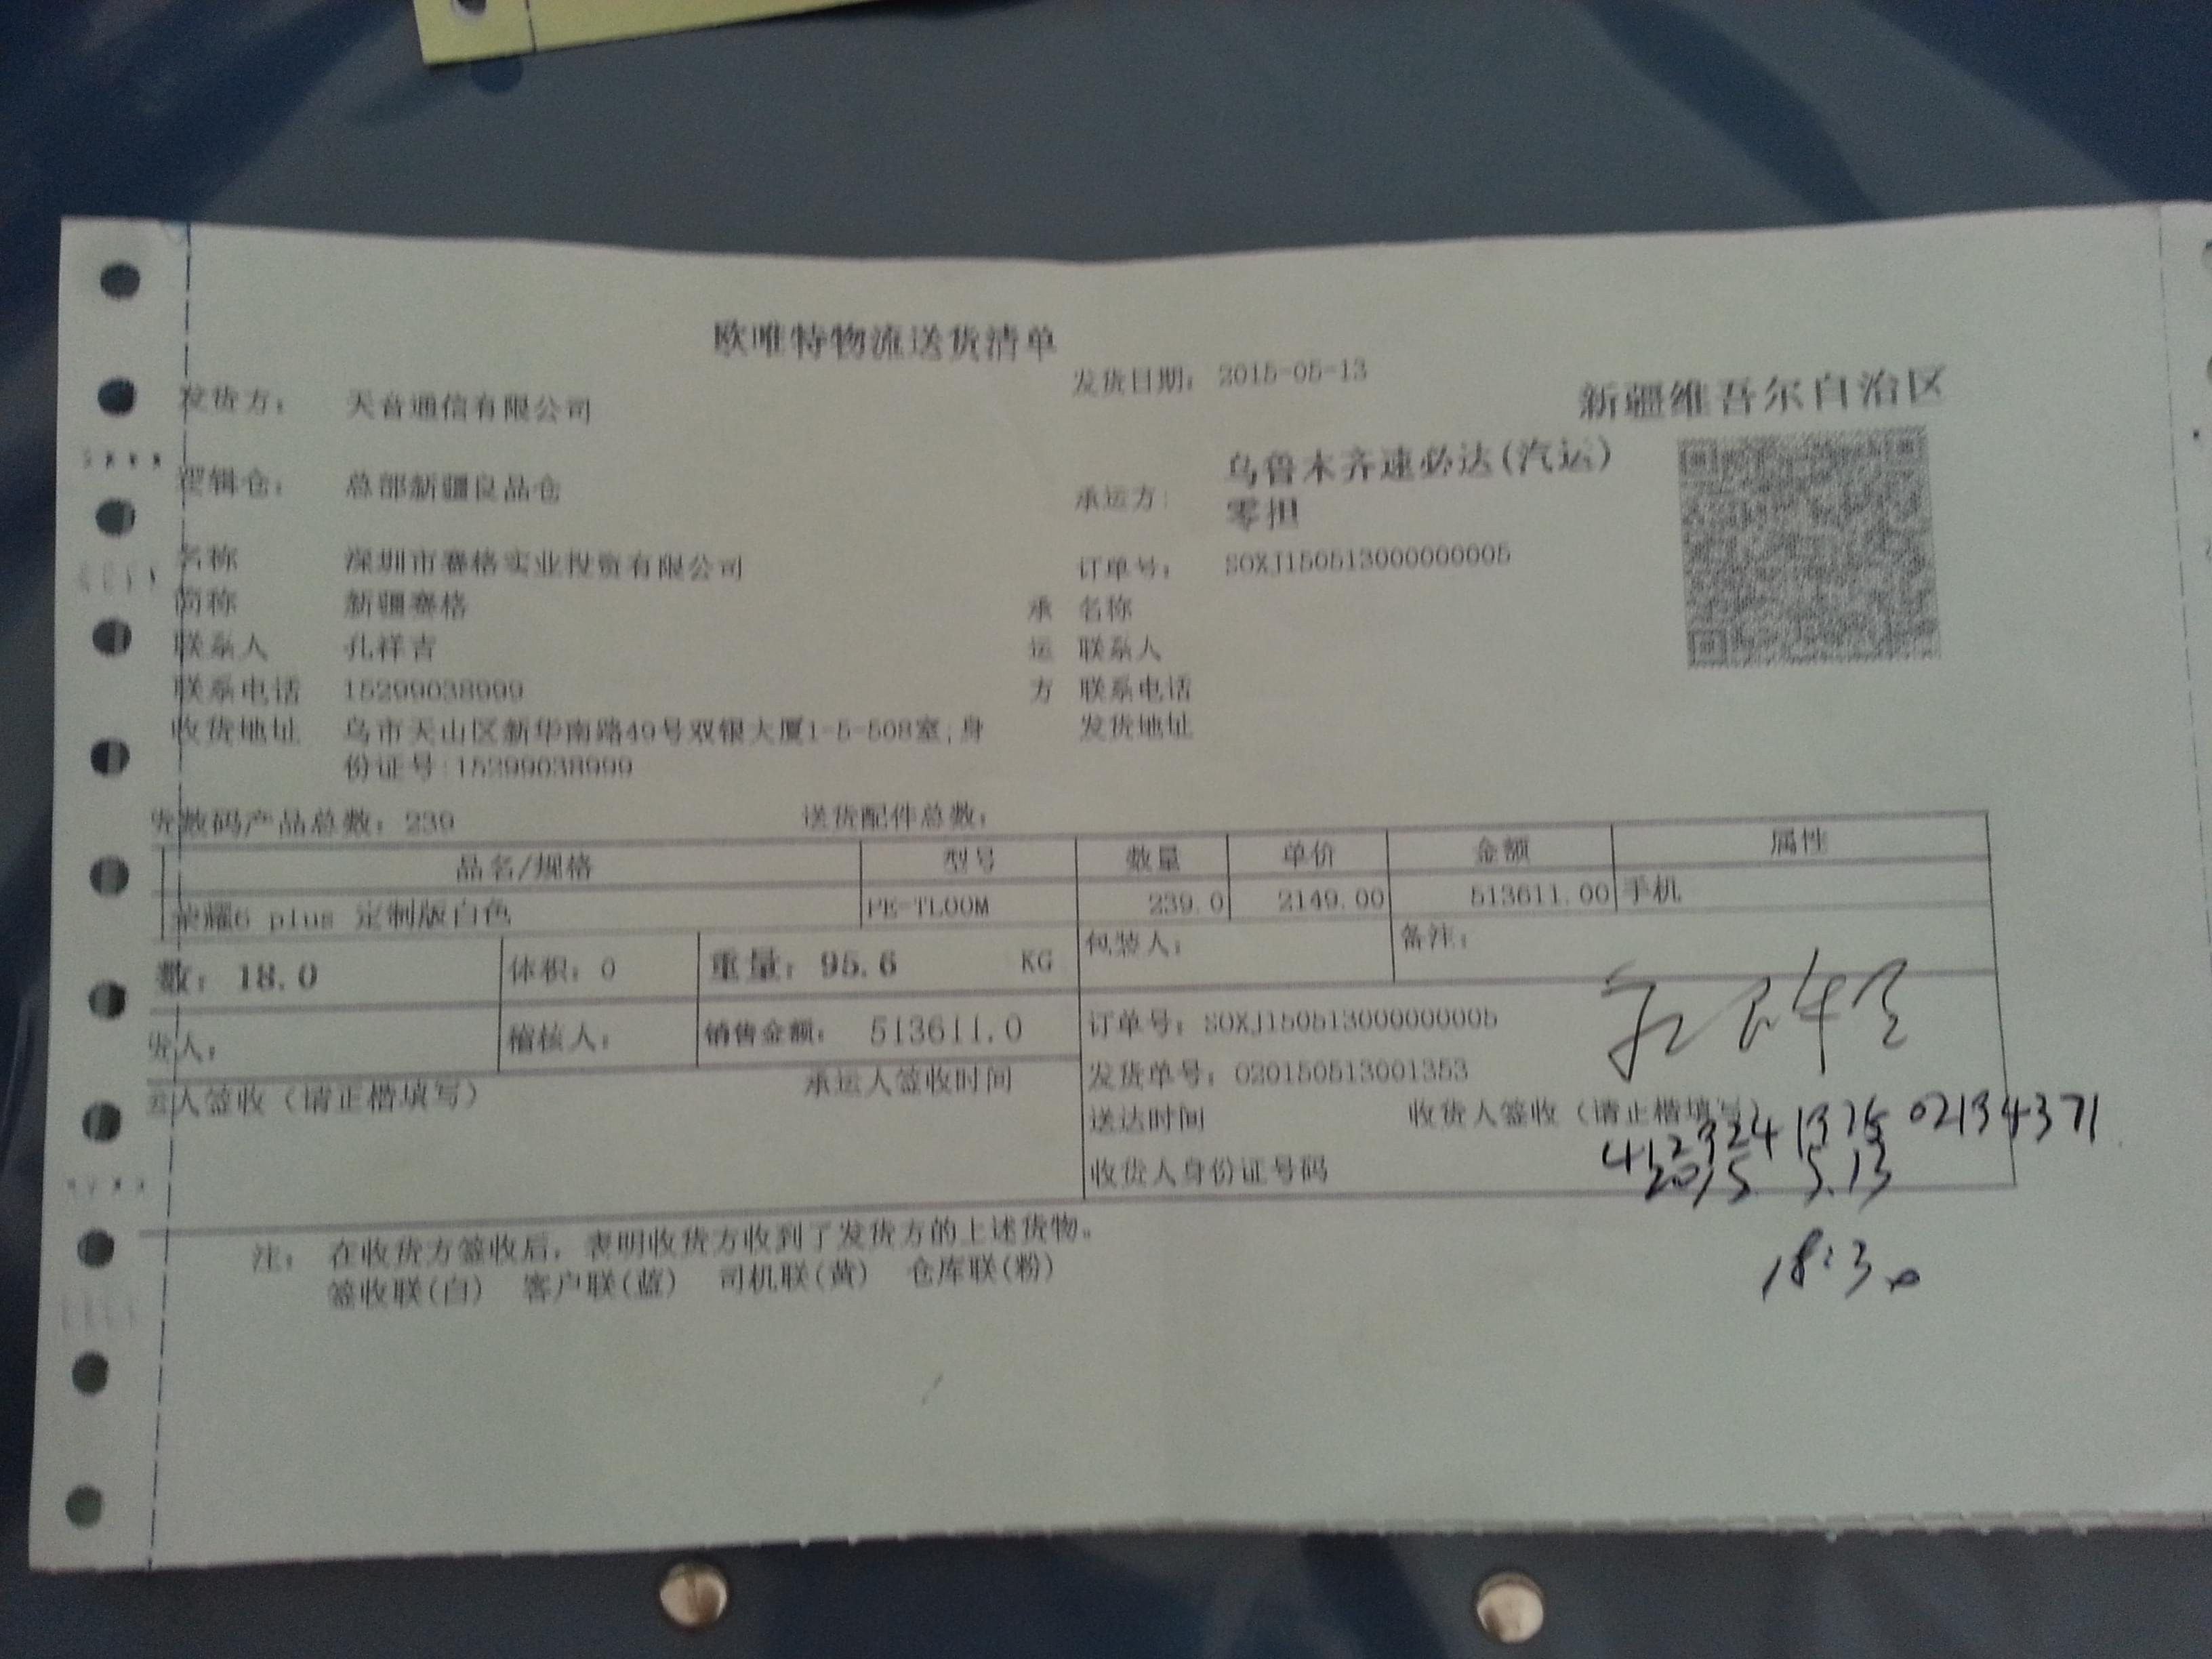 欧唯特物流送货清单
发货方： 天音通信有限公司 发货日期： 2015-05-13 新疆维吾尔自治区
逻辑仓： 总部新疆良品仓 承运方： 乌鲁木齐速必达(汽运)
零担
名称 深圳市赛格实业投资有限公司 订单号： SOXJ150513000000005
简称 新疆赛格 承 名称
联系人 孔祥吉 运 联系人
联系电话 15299038999 方 联系电话
收货地址 乌市天山区新华南路49号双银大厦1-5-508室;身 发货地址
份证号:15299038999
数码产品总数：239 送货配件总数：
品名/规格 型号 数量 单价 金额 属性
荣耀6 plus 定制版白色 PE-TL00M 239.0 2149.00 513611.00 手机
数：18.0 体积：0 重量：95.6 KG 包装人： 备注：
人： 稽核人： 销售金额： 513611.0 订单号：SOXJ150513000000005
发货单号：020150513001353
人签收（请正楷填写） 承运人签收时间
送达时间 收货人签收（请正楷填写）
收货人身份证号码
2015 5.13
18:30
注： 在收货方签收后，表明收货方收到了发货方的上述货物。
签收联(白) 客户联(蓝) 司机联(黄) 仓库联(粉)